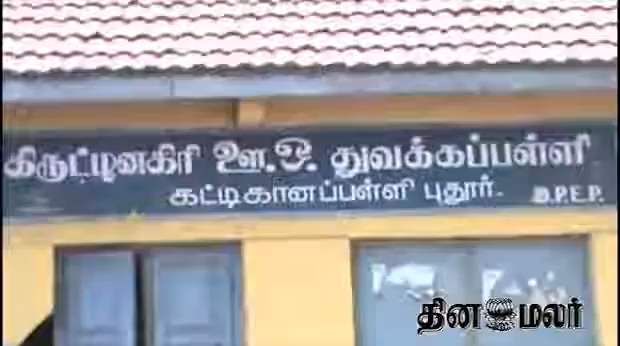 கிருட்டினகிரி ஊ.ஒ. துவக்கப்பள்ளி
கட்டிகானப்பள்ளி புதூர். D.P.E.P.
தினமலர்